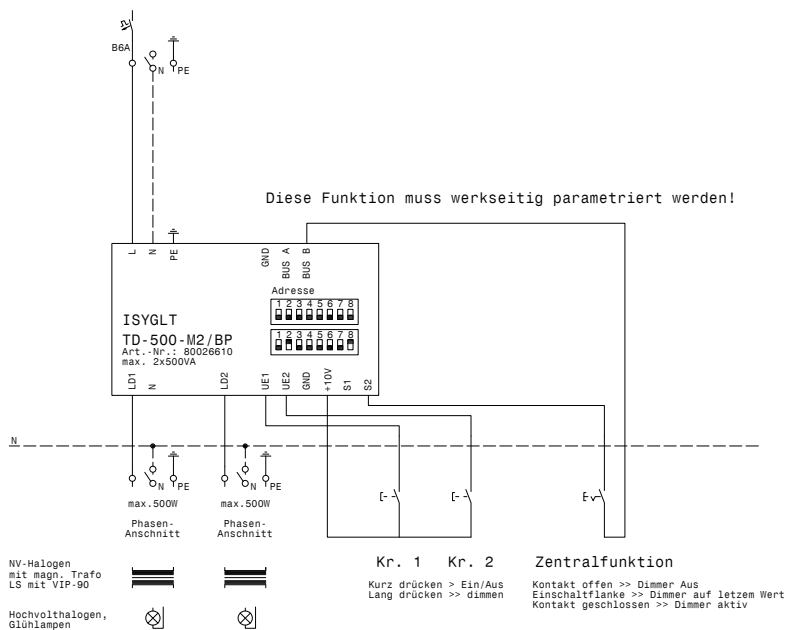 B6A
N
PE
Diese Funktion muss werkseitig parametriert werden!
L
N
PE
GND
BUS A
BUS B
Adresse
1 2 3 4 5 6 7 8
1 2 3 4 5 6 7 8
ISYGLT
TD-500-M2/BP
Art.-Nr.: 80026610
max. 2x500VA
LD1
N
LD2
UE1
UE2
GND
+10V
S1
S2
N
N
PE
N
PE
max.500W
max.500W
Phasen-
Anschnitt
Phasen-
Anschnitt
NV-Halogen
mit magn. Trafo
LS mit VIP-90
Hochvolthalogen,
Glühlampen
Kr. 1
Kr. 2
Kurz drücken > Ein/Aus
Lang drücken >> dimmen
Zentralfunktion
Kontakt offen >> Dimmer Aus
Einschaltflanke >> Dimmer auf letzem Wert
Kontakt geschlossen >> Dimmer aktiv